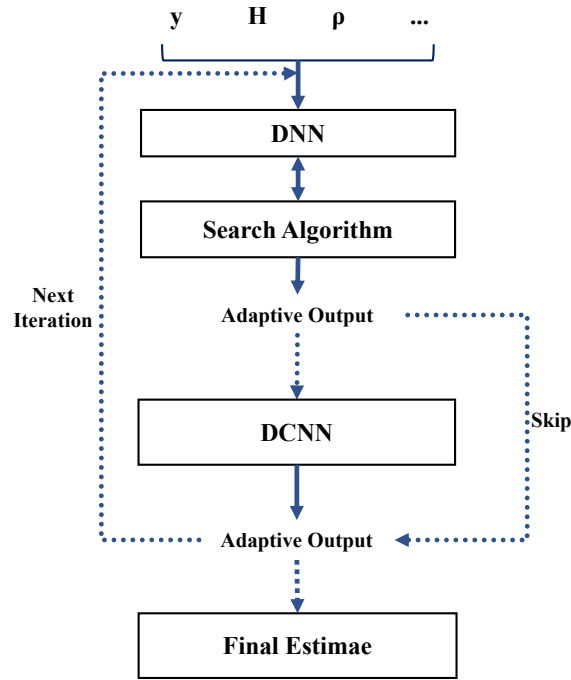 y H ρ ...
DNN
Search Algorithm
Next
Iteration
Adaptive Output
DCNN
Skip
Adaptive Output
Final Estimae